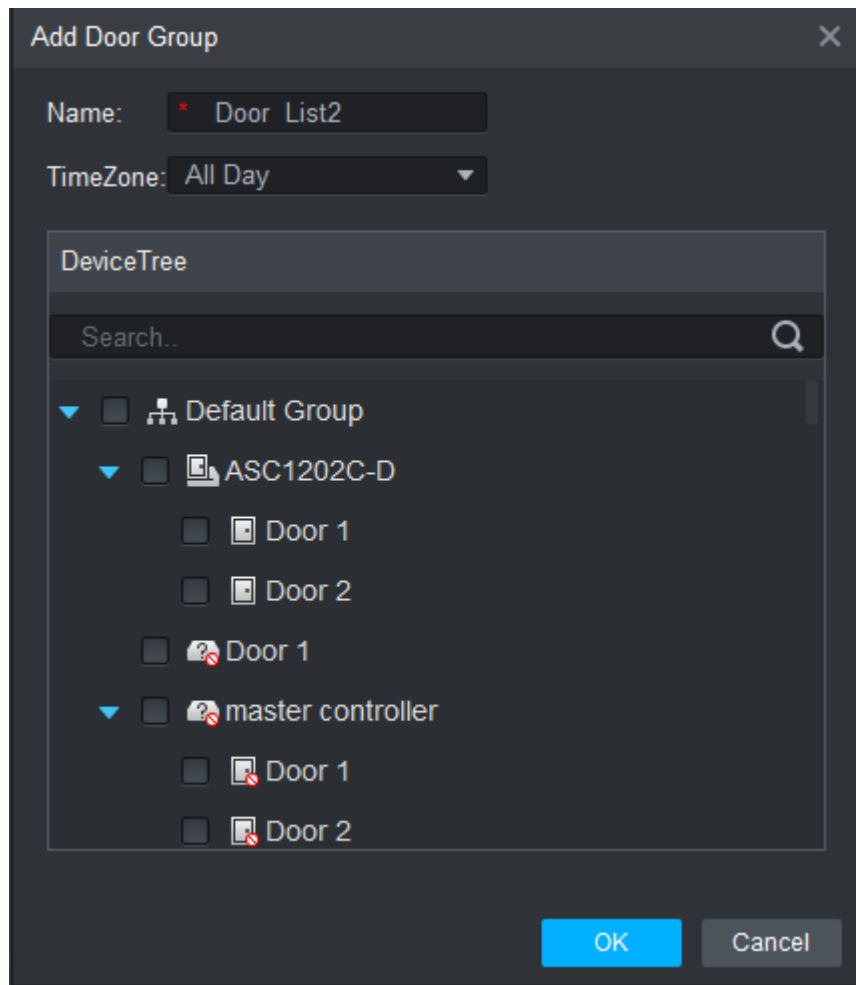 Add Door Group
Name: * Door List2
TimeZone: All Day
DeviceTree
Search..
Default Group
ASC1202C-D
Door 1
Door 2
Door 1
master controller
Door 1
Door 2
OK Cancel